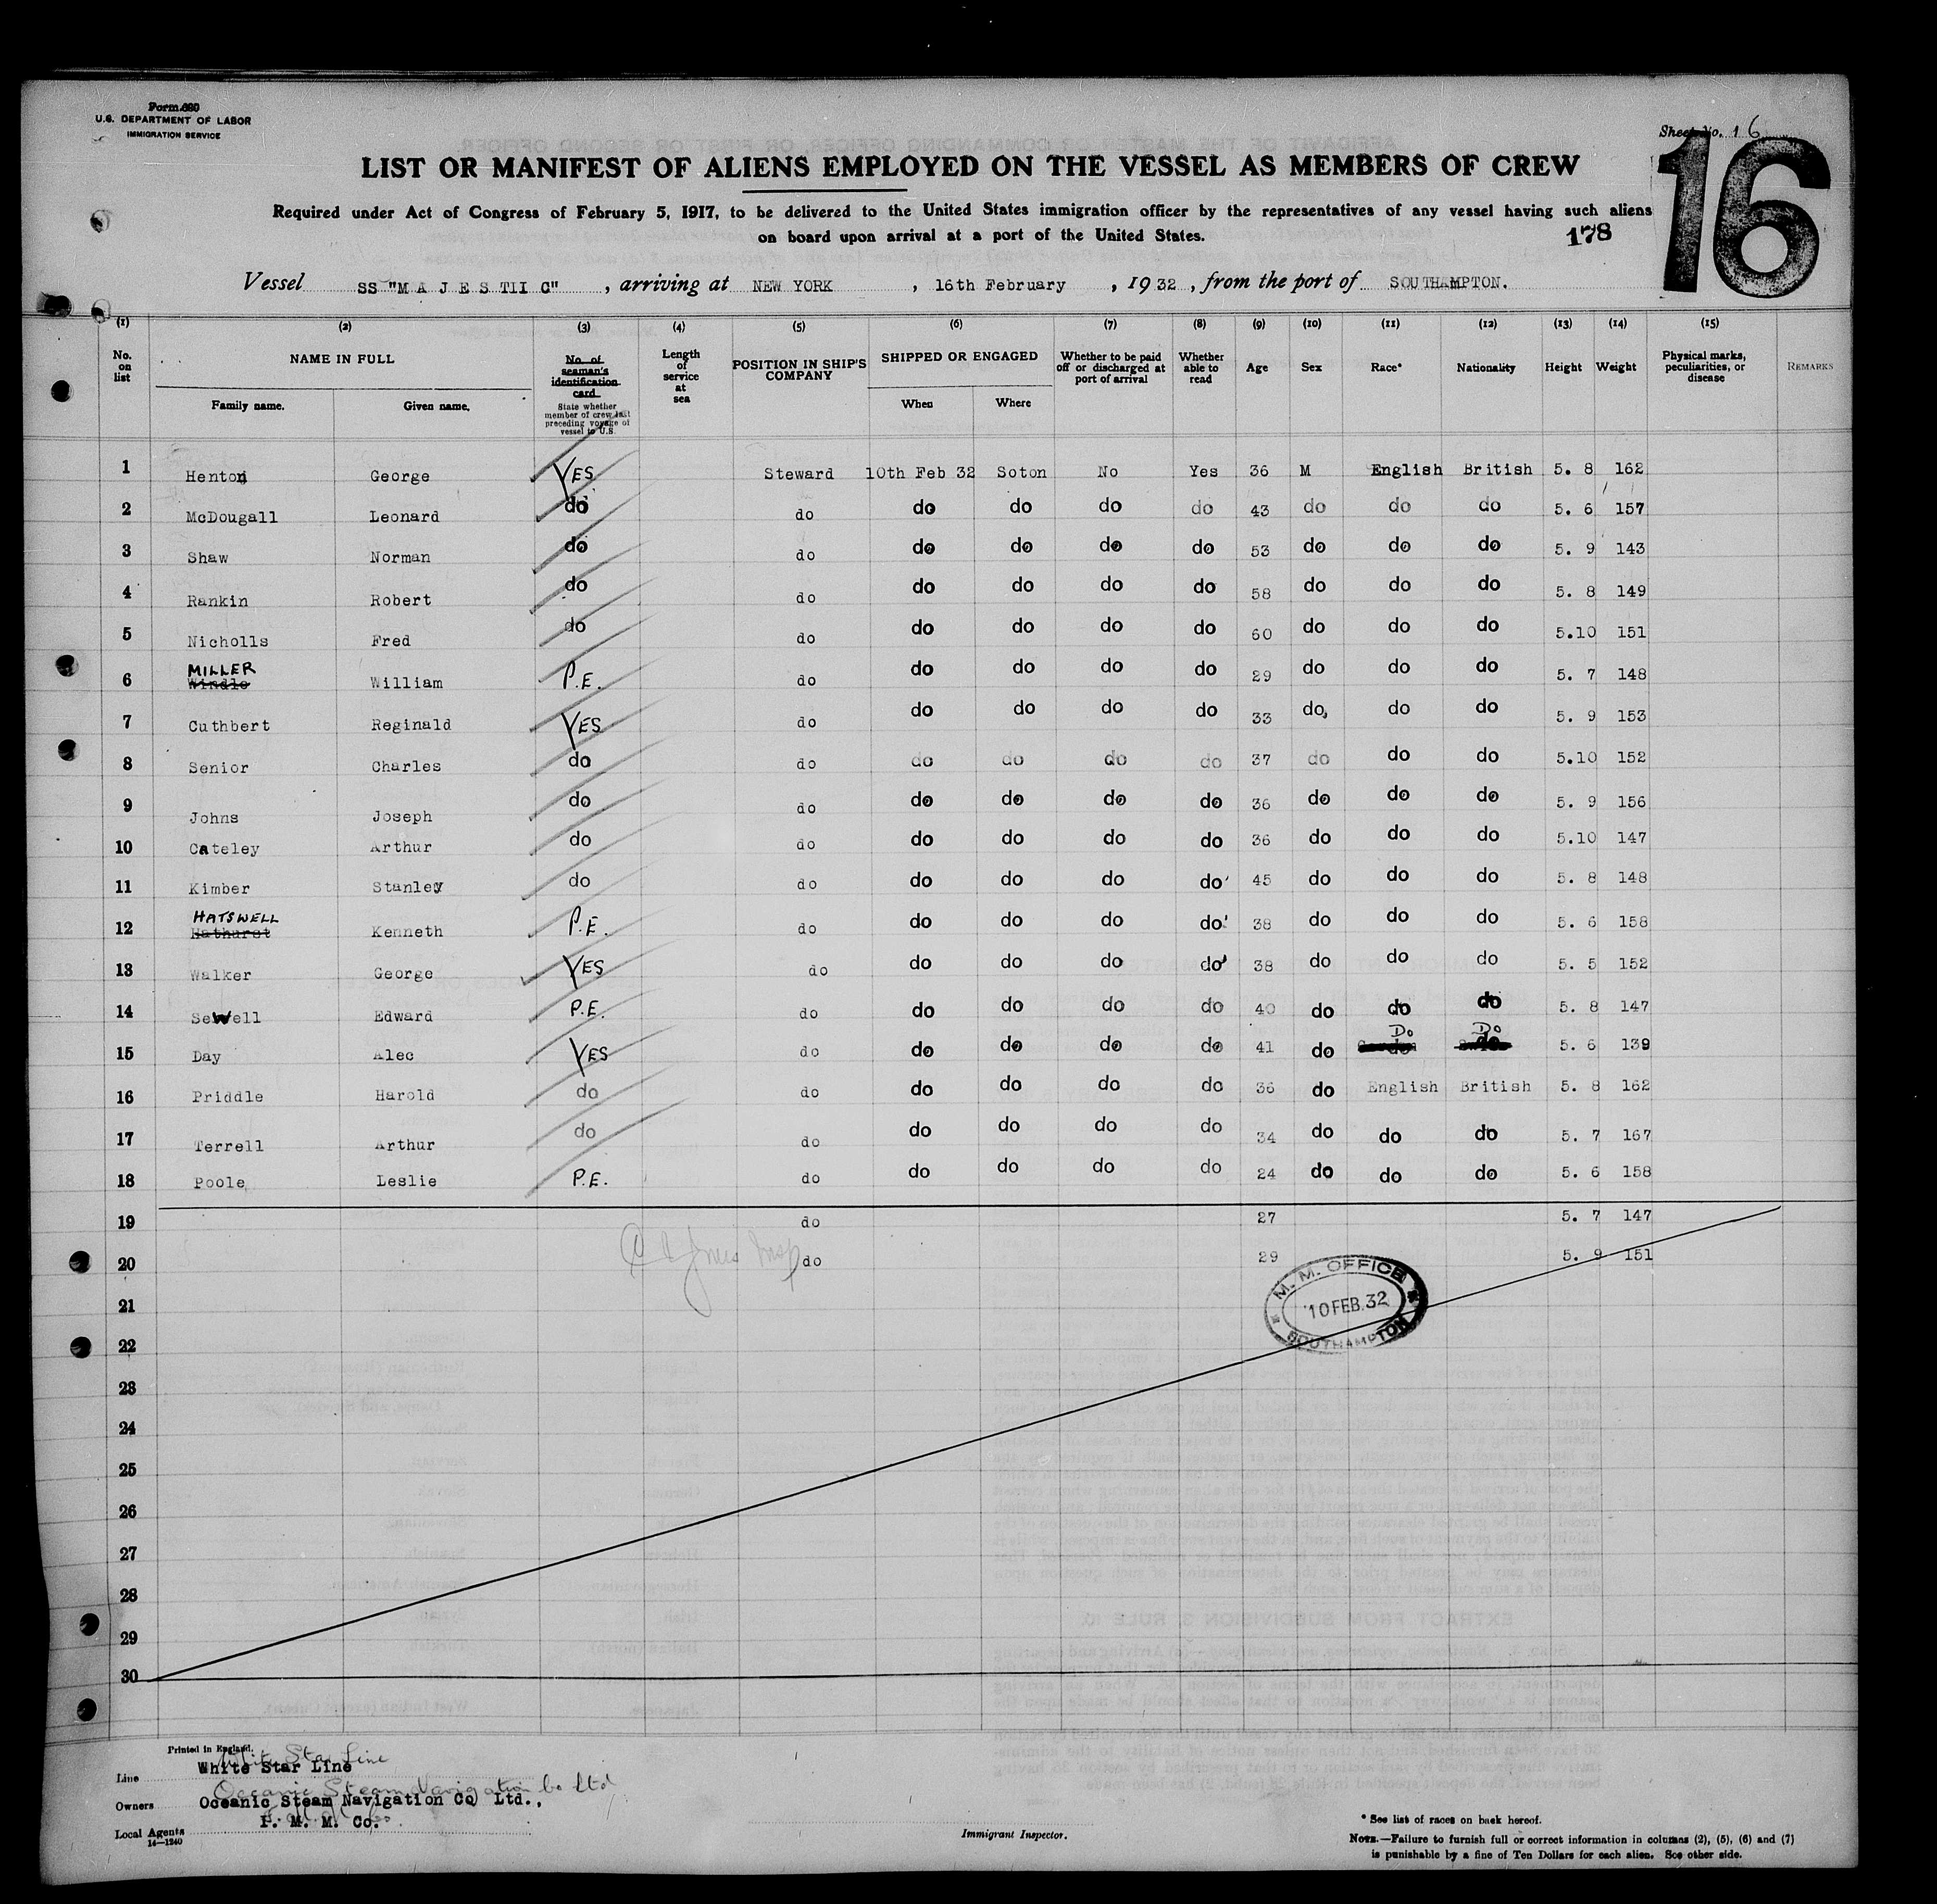 Form 680
U.S. DEPARTMENT OF LABOR
IMMIGRATION SERVICE
Sheet No. 16
16
LIST OR MANIFEST OF ALIENS EMPLOYED ON THE VESSEL AS MEMBERS OF CREW
Required under Act of Congress of February 5, 1917, to be delivered to the United States immigration officer by the representatives of any vessel having such aliens
on board upon arrival at a port of the United States.
178
Vessel SS "M A J E S TII C" , arriving at NEW YORK , 16th February , 1932 , from the port of SOUTHAMPTON.
(1) (2) (3) (4) (5) (6) (7) (8) (9) (10) (11) (12) (13) (14) (15)
No. on list NAME IN FULL Family name. Given name. No. of seaman's identification card State whether member of crew last preceding voyage of vessel to U.S. Length of service at sea POSITION IN SHIP'S COMPANY SHIPPED OR ENGAGED When Where Whether to be paid off or discharged at port of arrival Whether able to read Age Sex Race* Nationality Height Weight Physical marks, peculiarities, or disease REMARKS
1 Henton George YES Steward 10th Feb 32 Soton No Yes 36 M English British 5. 8 162
2 McDougall Leonard do do do do do do 43 do do do 5. 6 157
3 Shaw Norman do do do do do do 53 do do do 5. 9 143
4 Rankin Robert do do do do do do 58 do do do 5. 8 149
5 Nicholls Fred do do do do do do 60 do do do 5.10 151
6 MILLER Windle William P.E. do do do do do 29 do do do 5. 7 148
7 Cuthbert Reginald YES do do do do do 33 do do do 5. 9 153
8 Senior Charles do do do do do do 37 do do do 5.10 152
9 Johns Joseph do do do do do do 36 do do do 5. 9 156
10 Cateley Arthur do do do do do do 36 do do do 5.10 147
11 Kimber Stanley do do do do do do 45 do do do 5. 8 148
12 HATSWELL Hathurst Kenneth P.E. do do do do do 38 do do do 5. 6 158
13 Walker George YES do do do do do 38 do do do 5. 5 152
14 Sewell Edward P.E. do do do do do 40 do do do 5. 8 147
15 Day Alec YES do do do do do 41 do Do Do 5. 6 139
16 Priddle Harold do do do do do do 36 do English British 5. 8 162
17 Terrell Arthur do do do do do do 34 do do do 5. 7 167
18 Poole Leslie P.E. do do do do do 24 do do do 5. 6 158
19 do 27 5. 7 147
20 do 29 5. 9 151
21
M. M. OFFICE
10 FEB. 32
SOUTHAMPTON
22
23
24
25
26
27
28
29
30
Printed in England.
White Star Line
Line White Star Line
Oceanic Steam Navigation Co Ltd
Owners Oceanic Steam Navigation Co Ltd.,
Local Agents P. M. M. Co.
14—1240
Immigrant Inspector.
* See list of races on back hereof.
NOTE.—Failure to furnish full or correct information in columns (2), (5), (6) and (7)
is punishable by a fine of Ten Dollars for each alien. See other side.